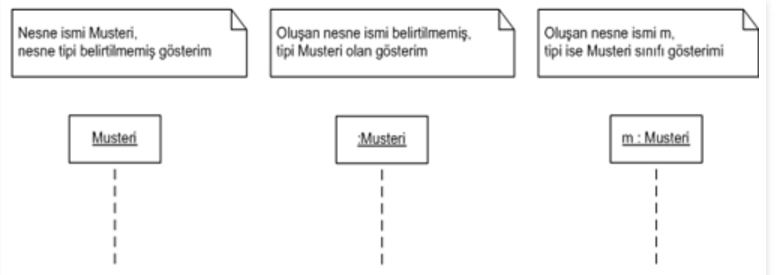 Nesne ismi Musteri,
nesne tipi belirtilmemiş gösterim
Oluşan nesne ismi belirtilmemiş,
tipi Musteri olan gösterim
Oluşan nesne ismi m,
tipi ise Musteri sınıfı gösterimi
Musteri
:Musteri
m : Musteri